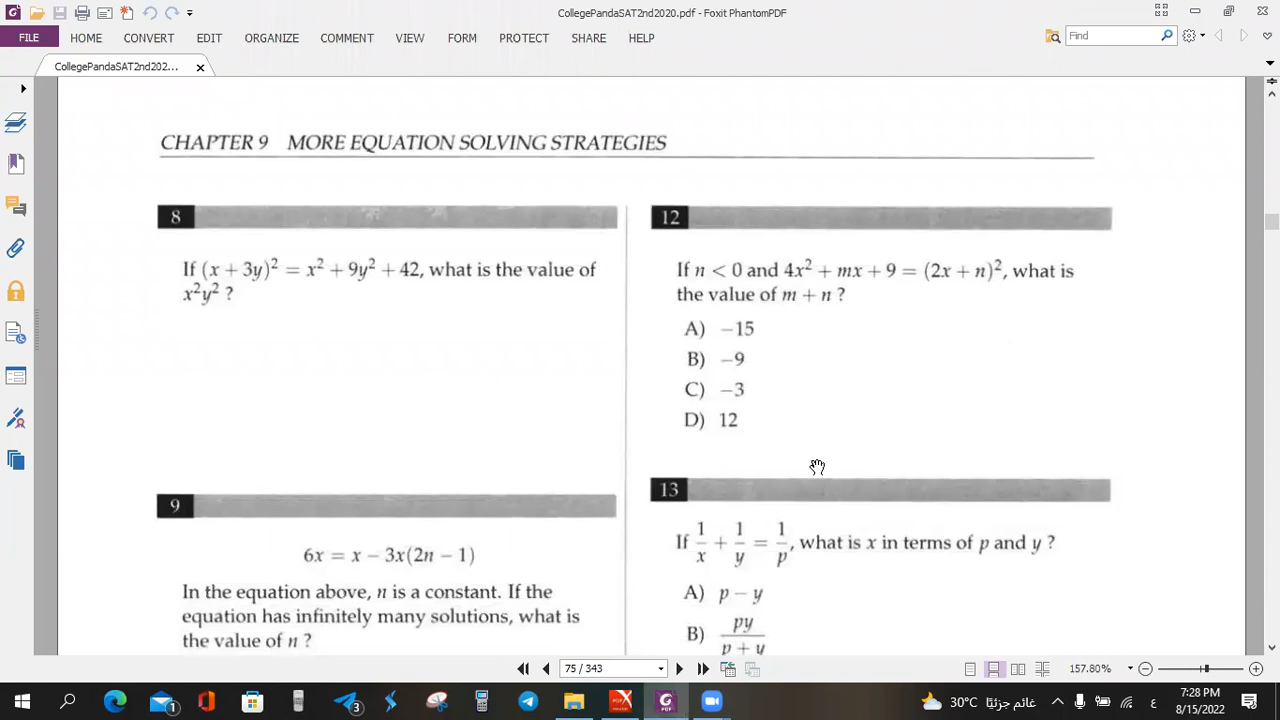 CollegePandaSAT2nd2020.pdf - Foxit PhantomPDF
FILE HOME CONVERT EDIT ORGANIZE COMMENT VIEW FORM PROTECT SHARE HELP
Find
CollegePandaSAT2nd202...
CHAPTER 9 MORE EQUATION SOLVING STRATEGIES
8
If (x + 3y)² = x² + 9y² + 42, what is the value of
x²y² ?
9
6x = x − 3x(2n − 1)
In the equation above, n is a constant. If the
equation has infinitely many solutions, what is
the value of n ?
12
If n < 0 and 4x² + mx + 9 = (2x + n)², what is
the value of m + n ?
A) −15
B) −9
C) −3
D) 12
13
If 1/x + 1/y = 1/p, what is x in terms of p and y ?
A) p − y
B) py/(p + y)
75 / 343
157.80%
1
3
30°C غائم جزئيًا
ع
7:28 PM
8/15/2022